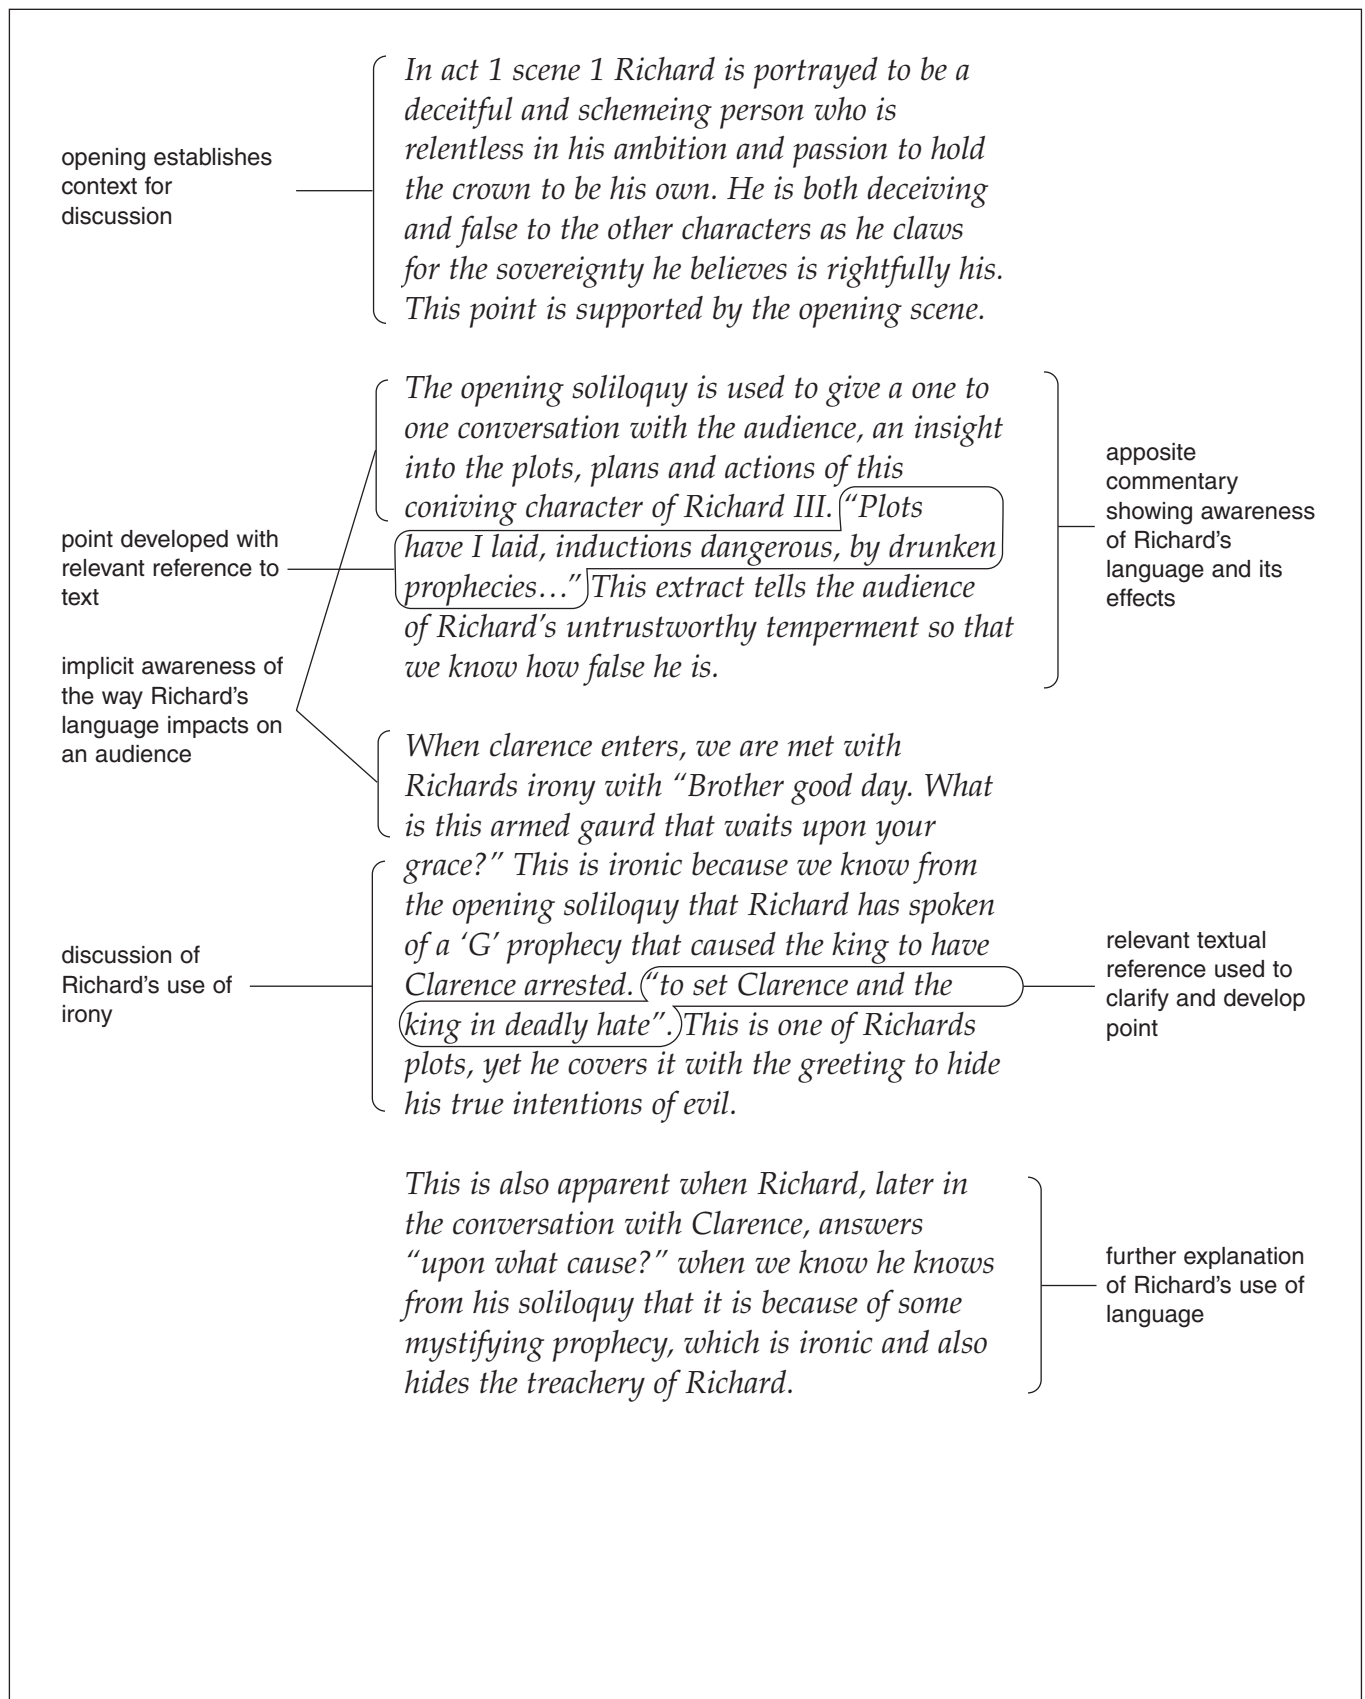 opening establishes
context for
discussion
In act 1 scene 1 Richard is portrayed to be a
deceitful and schemeing person who is
relentless in his ambition and passion to hold
the crown to be his own. He is both deceiving
and false to the other characters as he claws
for the sovereignty he believes is rightfully his.
This point is supported by the opening scene.
point developed with
relevant reference to
text
implicit awareness of
the way Richard’s
language impacts on
an audience
The opening soliloquy is used to give a one to
one conversation with the audience, an insight
into the plots, plans and actions of this
coniving character of Richard III. “Plots
have I laid, inductions dangerous, by drunken
prophecies…” This extract tells the audience
of Richard’s untrustworthy temperment so that
we know how false he is.
apposite
commentary
showing awareness
of Richard’s
language and its
effects
When clarence enters, we are met with
Richards irony with “Brother good day. What
is this armed gaurd that waits upon your
grace?” This is ironic because we know from
the opening soliloquy that Richard has spoken
of a ‘G’ prophecy that caused the king to have
Clarence arrested. “to set Clarence and the
king in deadly hate”. This is one of Richards
plots, yet he covers it with the greeting to hide
his true intentions of evil.
discussion of
Richard’s use of
irony
relevant textual
reference used to
clarify and develop
point
This is also apparent when Richard, later in
the conversation with Clarence, answers
“upon what cause?” when we know he knows
from his soliloquy that it is because of some
mystifying prophecy, which is ironic and also
hides the treachery of Richard.
further explanation
of Richard’s use of
language